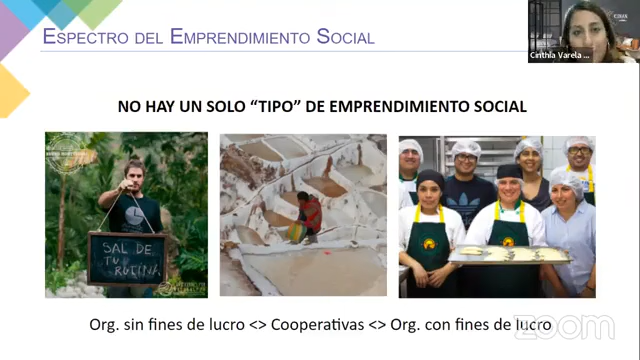 ESPECTRO DEL EMPRENDIMIENTO SOCIAL
Cinthia Varela
NO HAY UN SOLO “TIPO” DE EMPRENDIMIENTO SOCIAL
SAL DE
TU
RUTINA
Org. sin fines de lucro <> Cooperativas <> Org. con fines de lucro
zoom